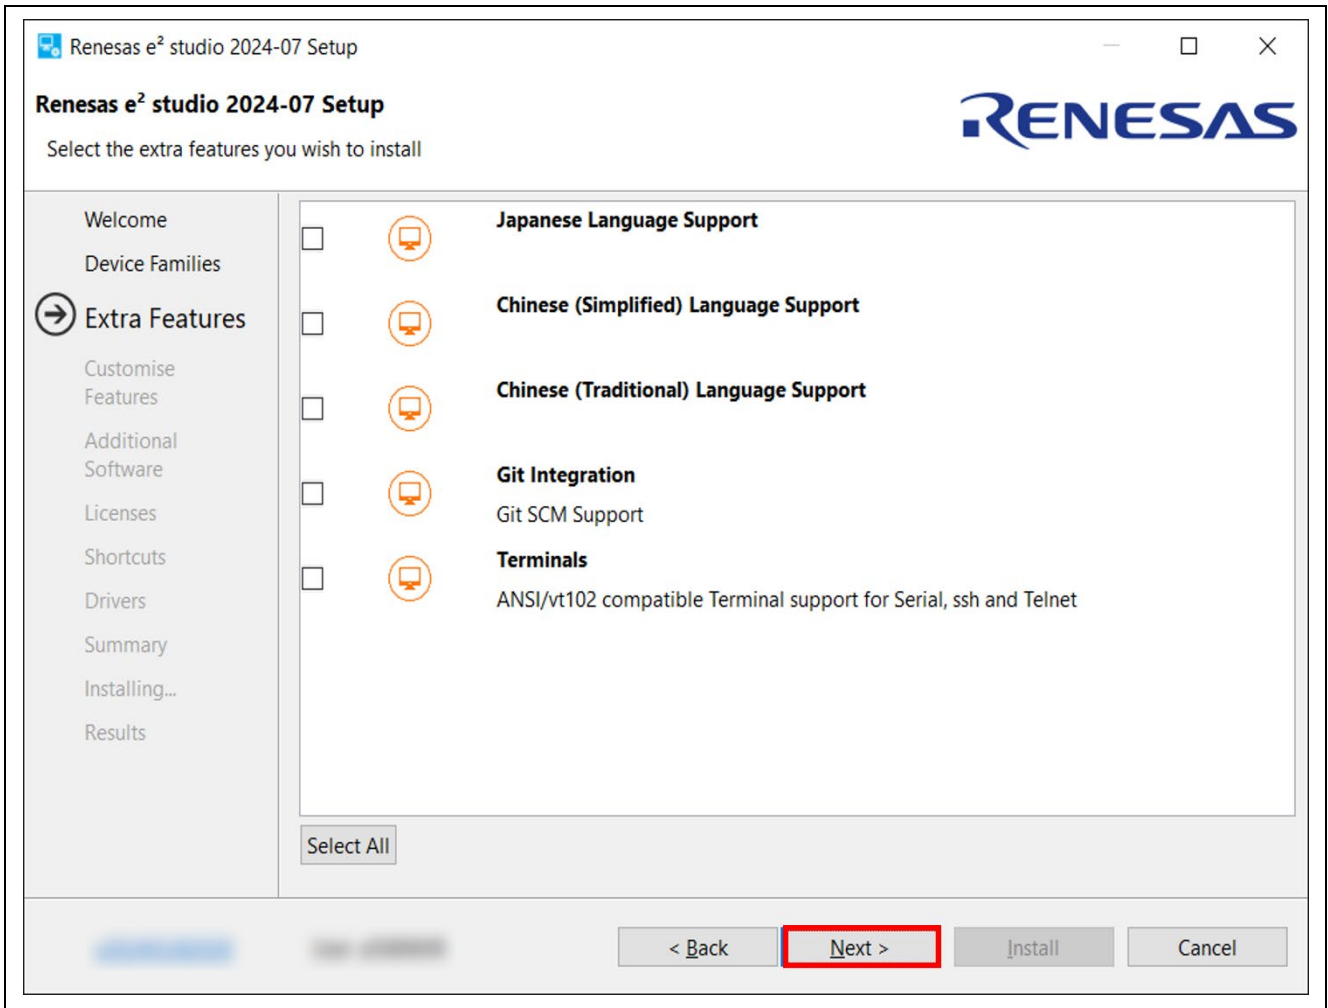 Renesas e² studio 2024-07 Setup
Renesas e² studio 2024-07 Setup
Select the extra features you wish to install
RENESAS
Welcome
Device Families
Extra Features
Customise
Features
Additional
Software
Licenses
Shortcuts
Drivers
Summary
Installing...
Results
Japanese Language Support
Chinese (Simplified) Language Support
Chinese (Traditional) Language Support
Git Integration
Git SCM Support
Terminals
ANSI/vt102 compatible Terminal support for Serial, ssh and Telnet
Select All
< Back
Next >
Install
Cancel